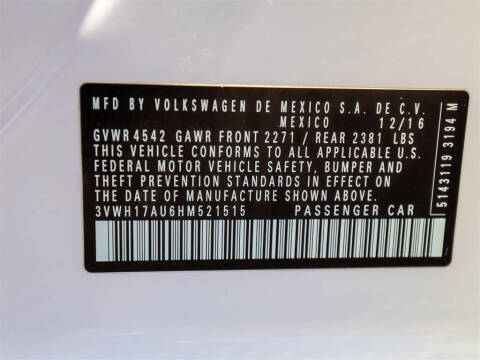 MFD BY VOLKSWAGEN DE MEXICO S.A. DE C.V.
MEXICO 12/16
GVWR 4542 GAWR FRONT 2271 / REAR 2381 LBS
THIS VEHICLE CONFORMS TO ALL APPLICABLE U.S.
FEDERAL MOTOR VEHICLE SAFETY, BUMPER AND
THEFT PREVENTION STANDARDS IN EFFECT ON
THE DATE OF MANUFACTURE SHOWN ABOVE.
3VWH17AU6HM521515 PASSENGER CAR
5143119 3194 M